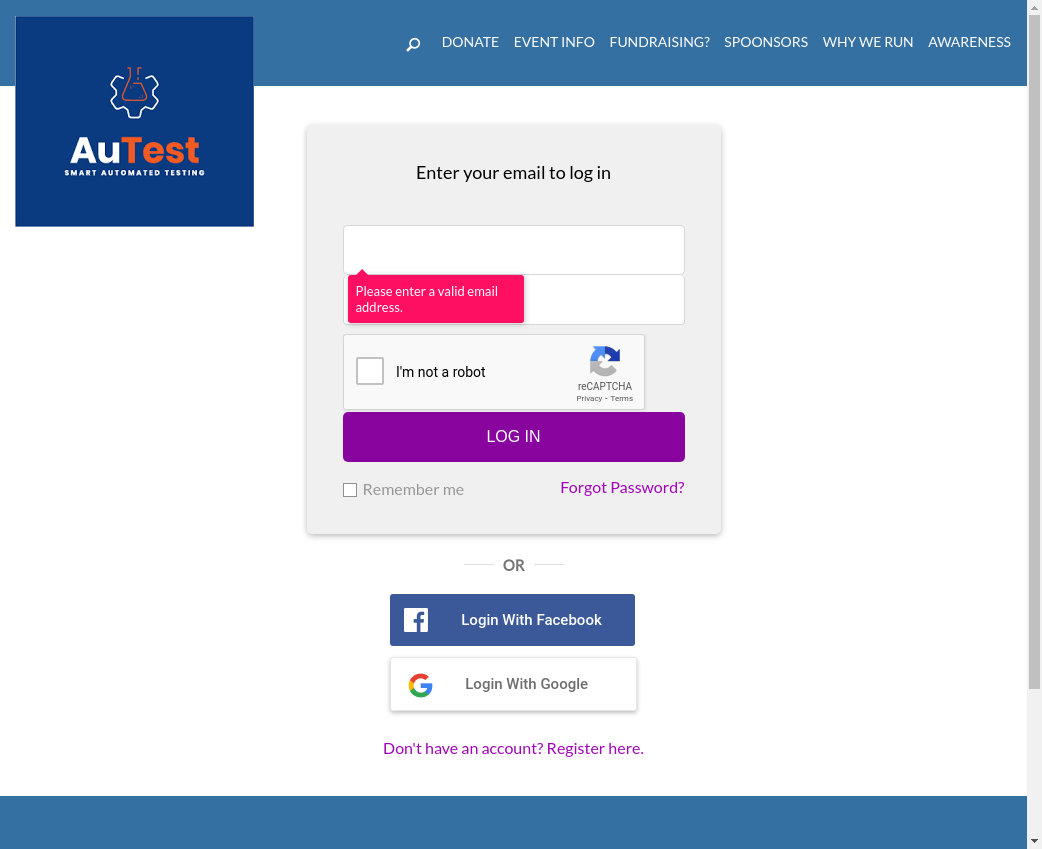 DONATE EVENT INFO FUNDRAISING? SPOONSORS WHY WE RUN AWARENESS
AuTest
SMART AUTOMATED TESTING
Enter your email to log in
Please enter a valid email
address.
I'm not a robot
reCAPTCHA
Privacy - Terms
LOG IN
Remember me
Forgot Password?
OR
Login With Facebook
Login With Google
Don't have an account? Register here.